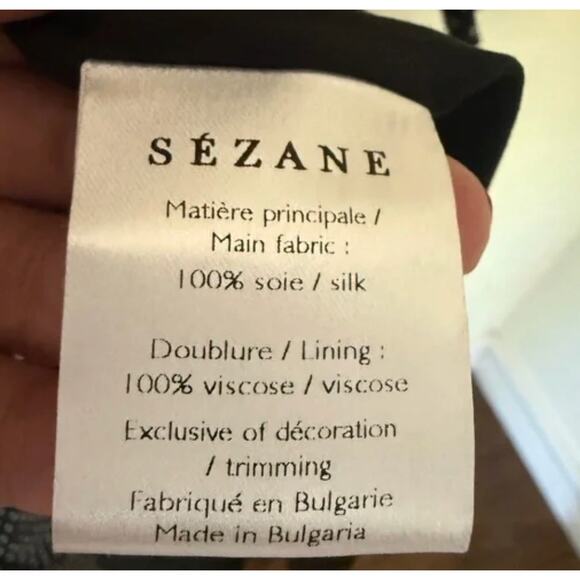 SÉZANE
Matière principale /
Main fabric :
100% soie / silk
Doublure / Lining :
100% viscose / viscose
Exclusive of décoration
/ trimming
Fabriqué en Bulgarie
Made in Bulgaria